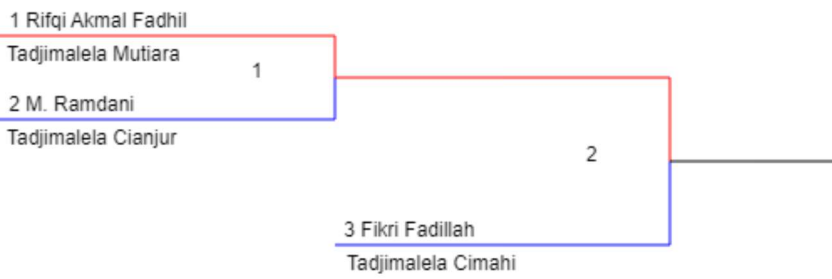 1 Rifqi Akmal Fadhil
Tadjimalela Mutiara
1
2 M. Ramdani
Tadjimalela Cianjur
2
3 Fikri Fadillah
Tadjimalela Cimahi